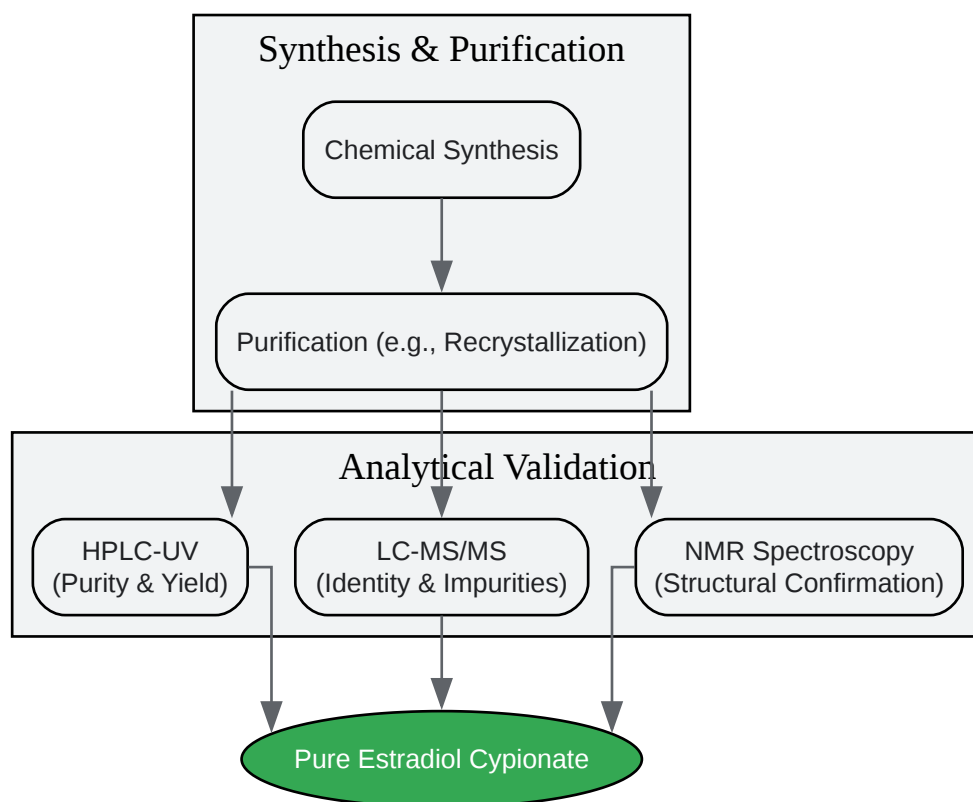 Synthesis & Purification
Chemical Synthesis
Purification (e.g., Recrystallization)
Analytical Validation
HPLC-UV
(Purity & Yield)
LC-MS/MS
(Identity & Impurities)
NMR Spectroscopy
(Structural Confirmation)
Pure Estradiol Cypionate